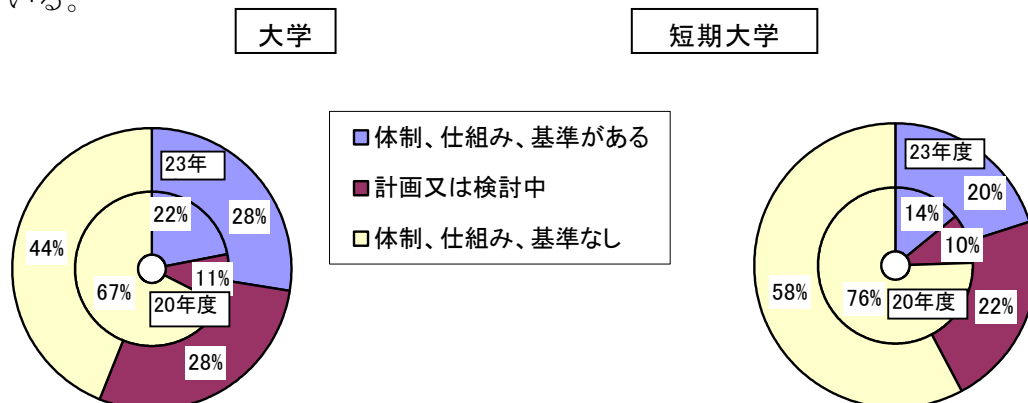 いる。
大学
短期大学
体制、仕組み、基準がある
計画又は検討中
体制、仕組み、基準なし
23年
22%
28%
44%
11%
67%
20年度
28%
23年度
20%
14%
10%
58%
76%
20年度
22%